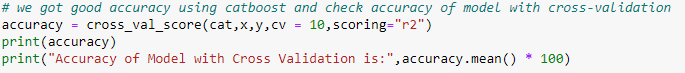 # we got good accuracy using catboost and check accuracy of model with cross-validation
accuracy = cross_val_score(cat,x,y,cv = 10,scoring="r2")
print(accuracy)
print("Accuracy of Model with Cross Validation is:",accuracy.mean() * 100)